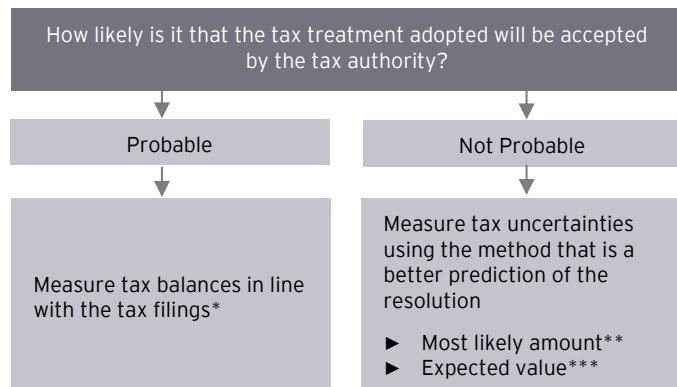 How likely is it that the tax treatment adopted will be accepted
by the tax authority?
Probable
Not Probable
Measure tax balances in line
with the tax filings*
Measure tax uncertainties
using the method that is a
better prediction of the
resolution
► Most likely amount**
► Expected value***